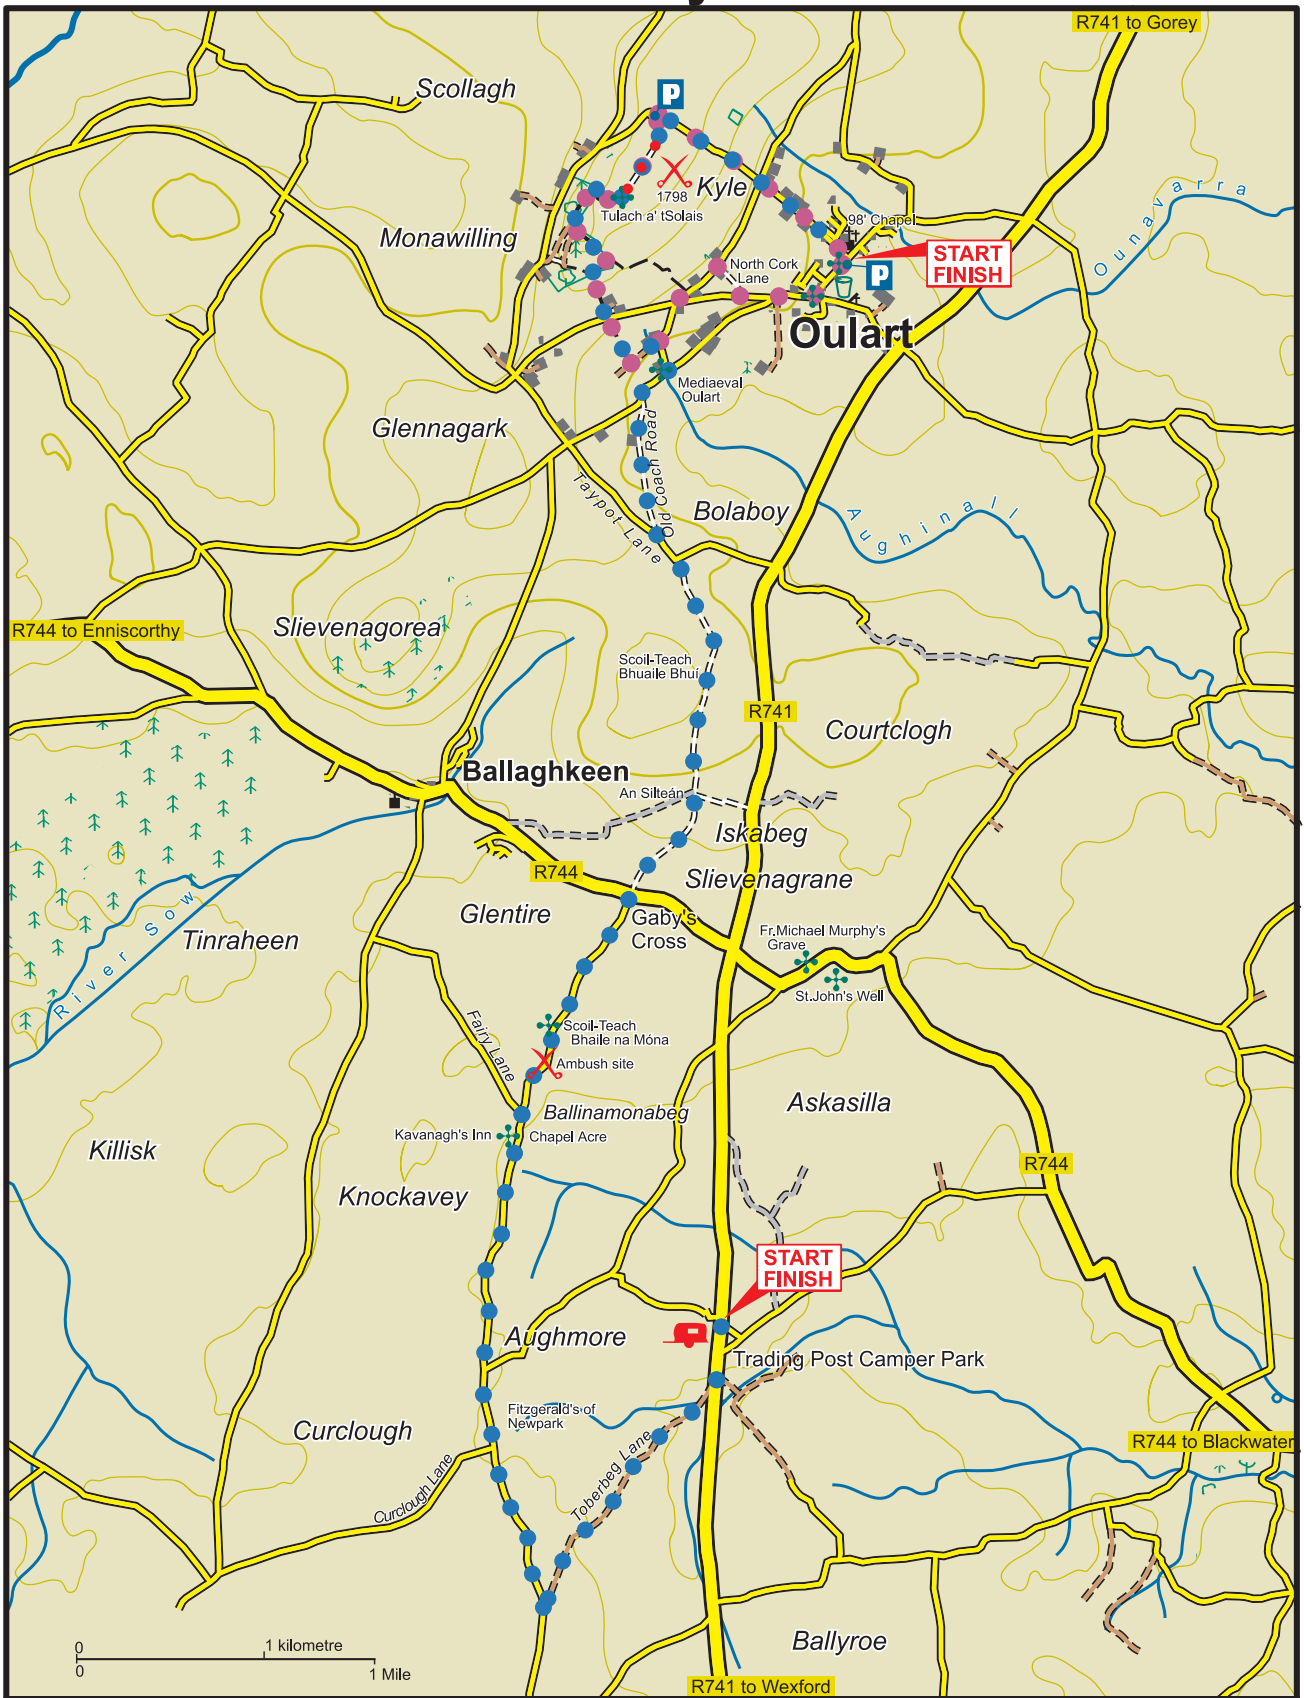 R741 to Gorey
Scollagh
P
Kyle
1798
Tulach a' tSolais
Ounavarra
98' Chapel
Monawilling
START
FINISH
North Cork
Lane
P
Oulart
Mediaeval
Oulart
Glennagark
Old Coach Road
Taypot Lane
Bolaboy
Aughinall
R744 to Enniscorthy
Slievenagorea
Scoil-Teach
Bhuaile Bhuí
R741
Courtclogh
Ballaghkeen
An Silteán
Iskabeg
R744
Slievenagrane
Glentire
Gaby's
Cross
Fr.Michael Murphy's
Grave
St.John's Well
River Sow
Tinraheen
Fairy Lane
Scoil-Teach
Bhaile na Móna
Ambush site
Askasilla
Ballinamonabeg
Kavanagh's Inn
Chapel Acre
Killisk
R744
Knockavey
START
FINISH
Aughmore
Trading Post Camper Park
Fitzgerald's of
Newpark
Curclough
R744 to Blackwater
Toberbeg Lane
Curclough Lane
Ballyroe
0
1 kilometre
0
1 Mile
R741 to Wexford